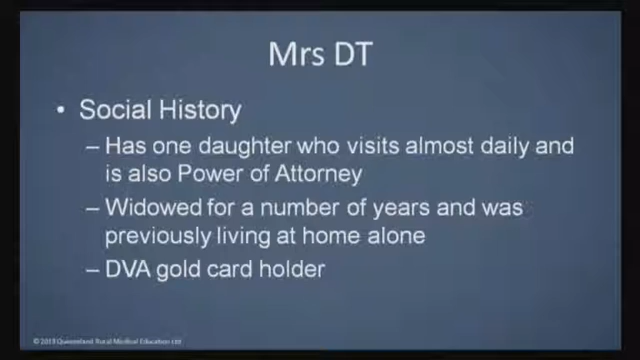 Mrs DT
• Social History
– Has one daughter who visits almost daily and
is also Power of Attorney
– Widowed for a number of years and was
previously living at home alone
– DVA gold card holder
© 2013 Queensland Rural Medical Education Ltd